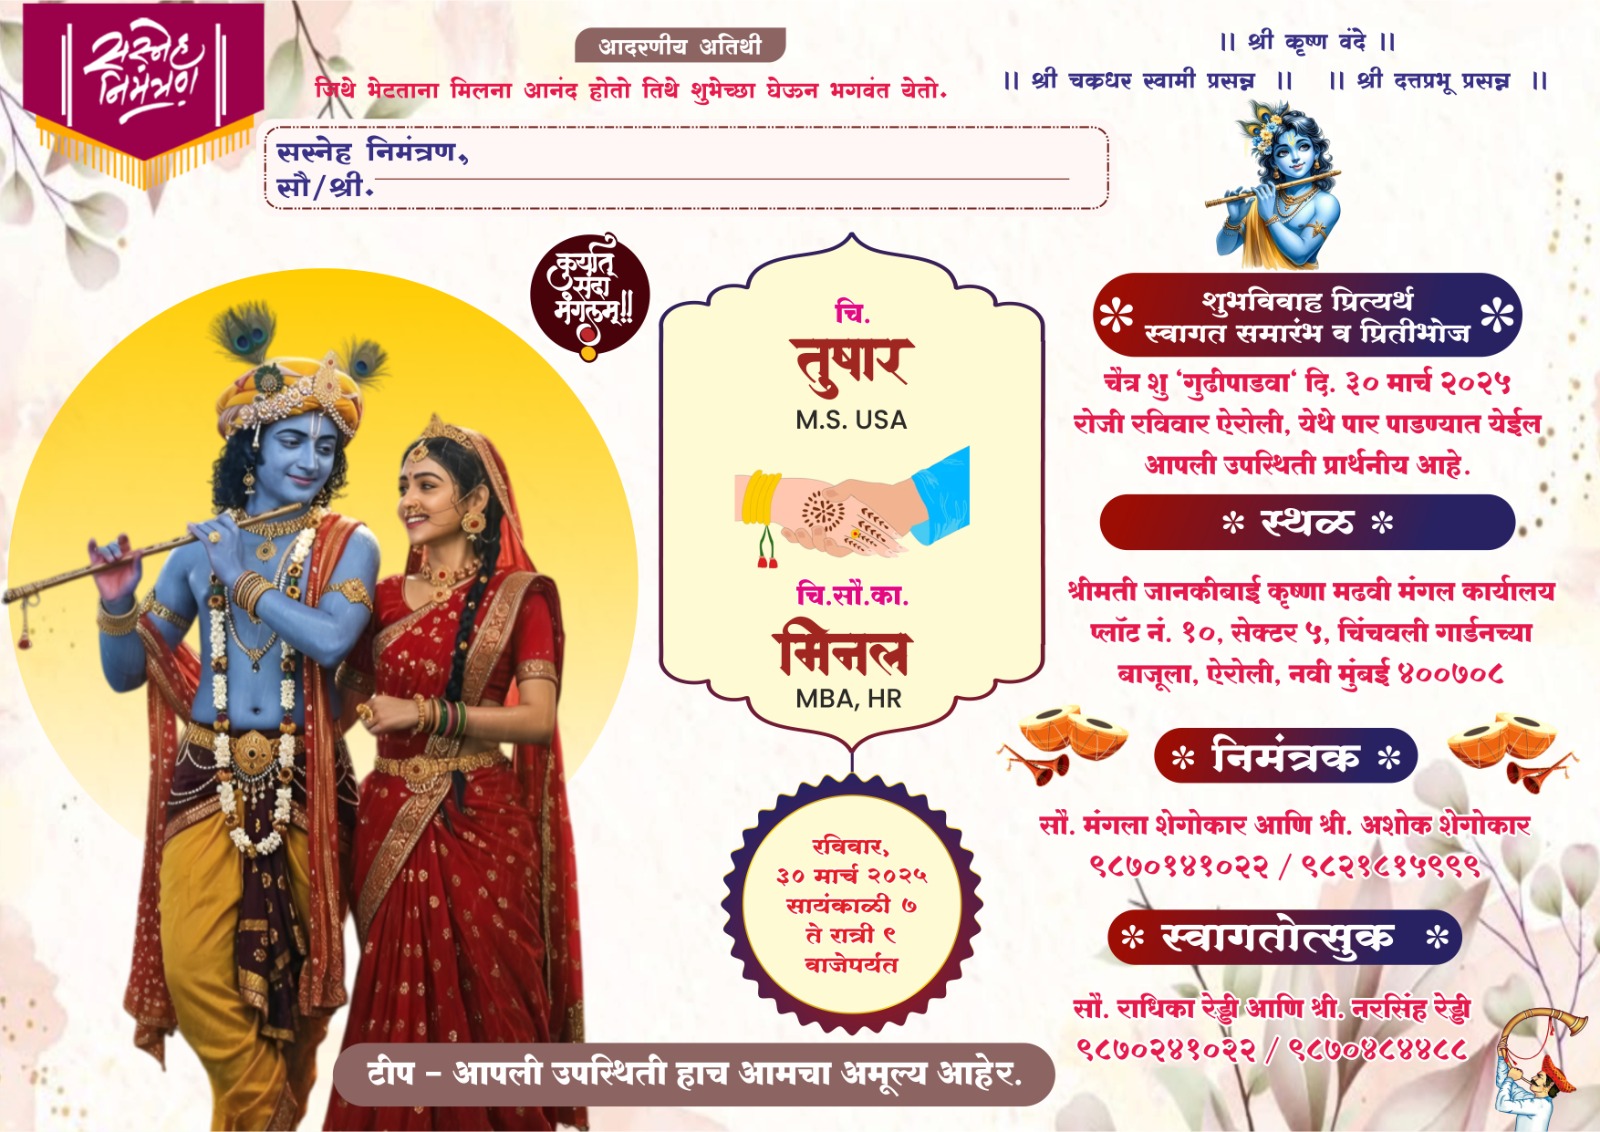 सस्नेह
निमंत्रण
आदरणीय अतिथी
जिथे भेटताना मिलना आनंद होतो तिथे शुभेच्छा घेऊन भगवंत येतो.
सस्नेह निमंत्रण,
सौ/श्री.
|| श्री कृष्ण वंदे ||
|| श्री चक्रधर स्वामी प्रसन्न || || श्री दत्तप्रभू प्रसन्न ||
कुर्यात्
सदा
मंगलम्!!
चि.
तुषार
M.S. USA
चि.सौ.का.
मिनल
MBA, HR
रविवार,
३० मार्च २०२५
सायंकाळी ७
ते रात्री ९
वाजेपर्यंत
शुभविवाह प्रित्यर्थ
स्वागत समारंभ व प्रितीभोज
चैत्र शु 'गुढीपाडवा' दि. ३० मार्च २०२५
रोजी रविवार ऐरोली, येथे पार पाडण्यात येईल
आपली उपस्थिती प्रार्थनीय आहे.
स्थळ
श्रीमती जानकीबाई कृष्णा मढवी मंगल कार्यालय
प्लॉट नं. १०, सेक्टर ५, चिंचवली गार्डनच्या
बाजूला, ऐरोली, नवी मुंबई ४००७०८
निमंत्रक
सौ. मंगला शेगोकार आणि श्री. अशोक शेगोकार
९८७०१४१०२२ / ९८२१८१५९९९
स्वागतोत्सुक
सौ. राधिका रेड्डी आणि श्री. नरसिंह रेड्डी
९८७०२४१०२२ / ९८७०४८४४८८
टीप - आपली उपस्थिती हाच आमचा अमूल्य आहेर.